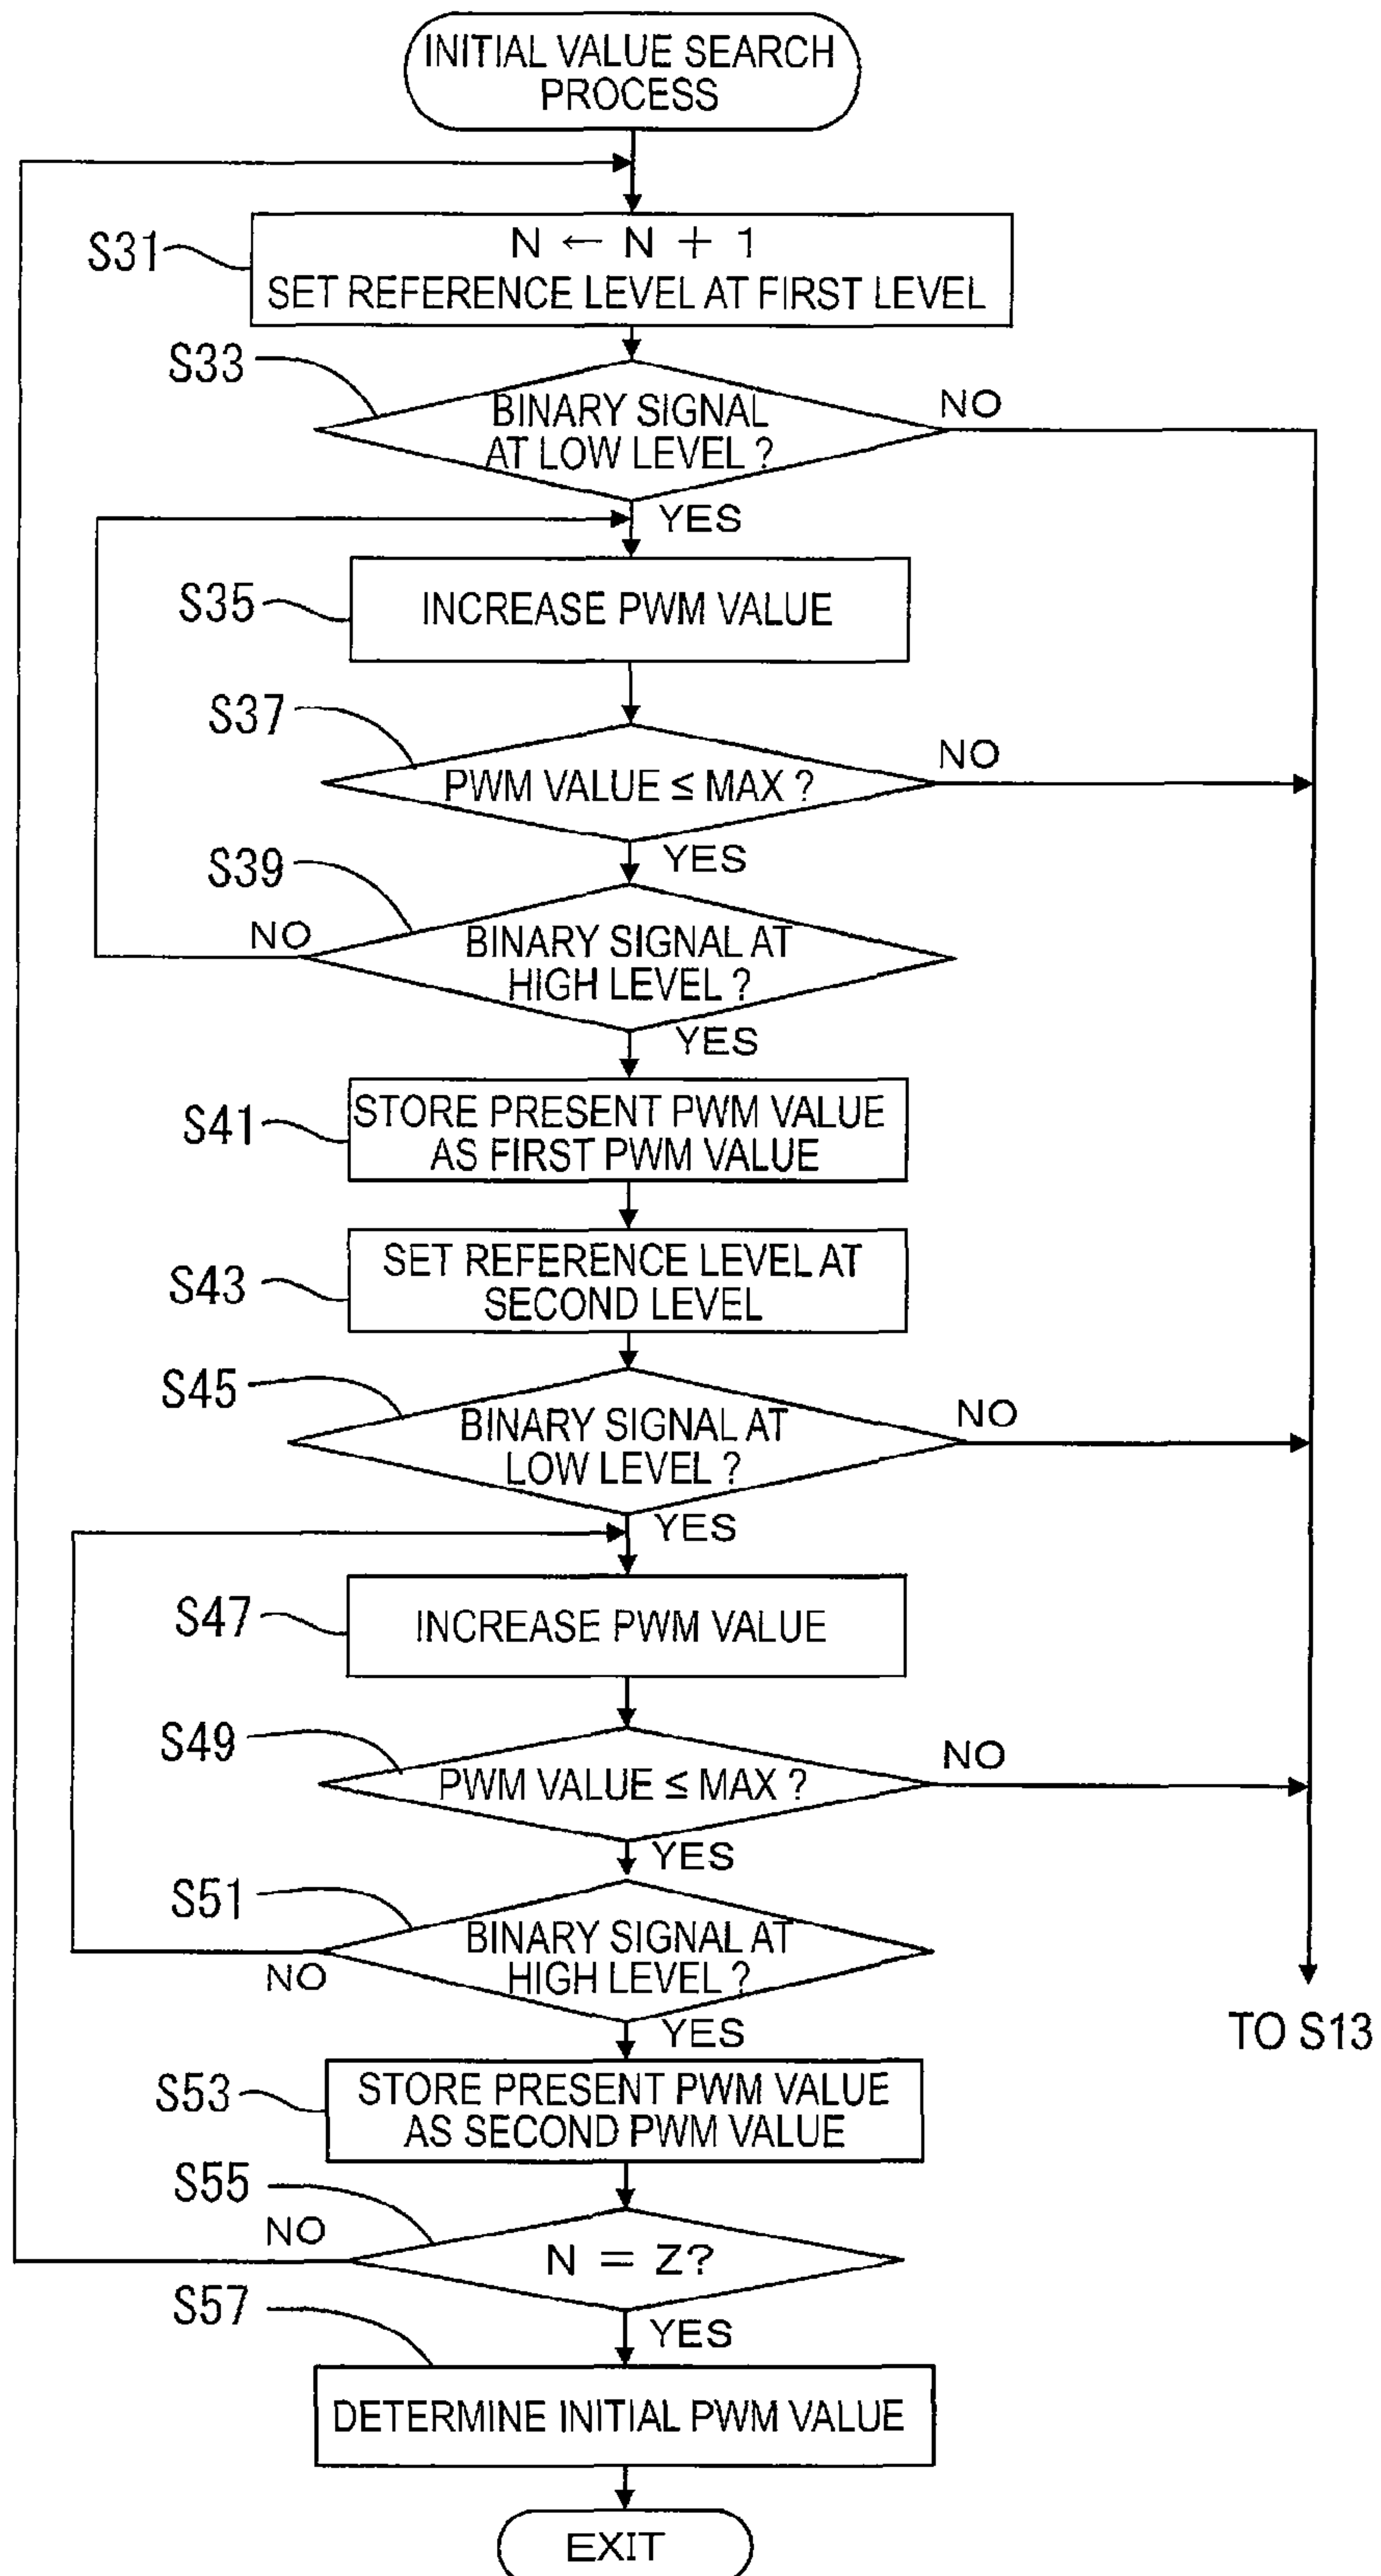 INITIAL VALUE SEARCH
PROCESS
S31
N ← N + 1
SET REFERENCE LEVEL AT FIRST LEVEL
S33
BINARY SIGNAL
AT LOW LEVEL ?
NO
YES
S35
INCREASE PWM VALUE
S37
PWM VALUE ≤ MAX ?
NO
YES
S39
BINARY SIGNAL AT
HIGH LEVEL ?
NO
YES
S41
STORE PRESENT PWM VALUE
AS FIRST PWM VALUE
S43
SET REFERENCE LEVEL AT
SECOND LEVEL
S45
BINARY SIGNAL AT
LOW LEVEL ?
NO
YES
S47
INCREASE PWM VALUE
S49
PWM VALUE ≤ MAX ?
NO
YES
S51
BINARY SIGNAL AT
HIGH LEVEL ?
NO
YES
TO S13
S53
STORE PRESENT PWM VALUE
AS SECOND PWM VALUE
S55
NO
N = Z?
S57
YES
DETERMINE INITIAL PWM VALUE
EXIT